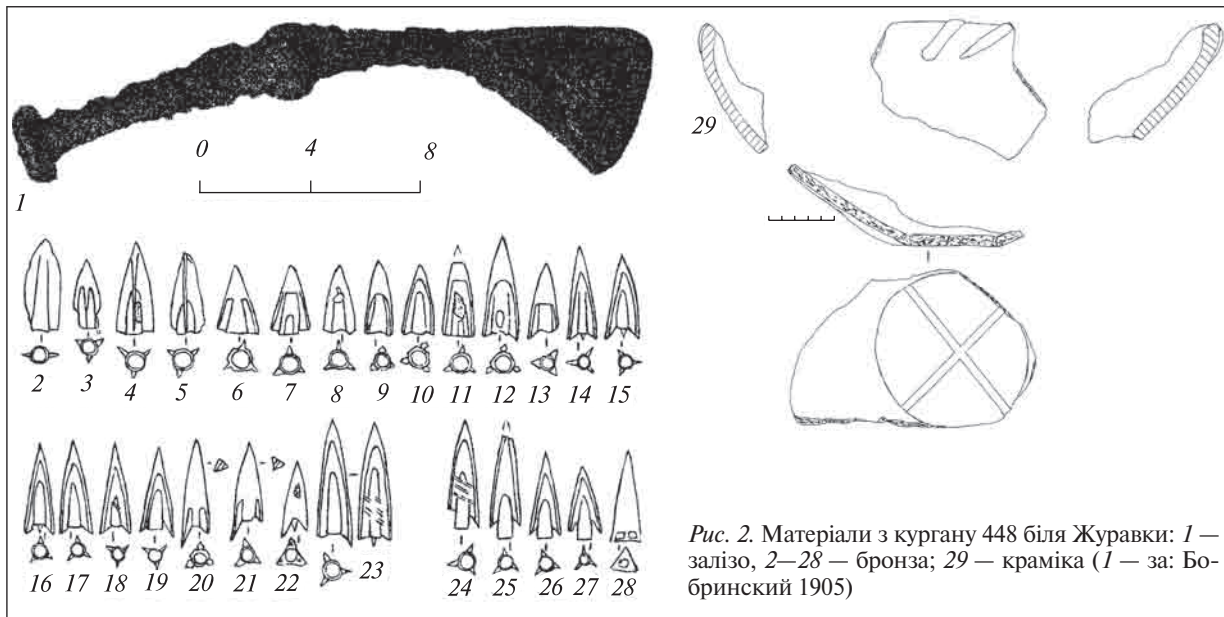 0 4 8
1
29
2 3 4 5 6 7 8 9 10 11 12 13 14 15
16 17 18 19 20 21 22 23 24 25 26 27 28
Рис. 2. Матеріали з кургану 448 біля Журавки: 1 —
залізо, 2—28 — бронза; 29 — краміка (1 — за: Бо-
бринский 1905)